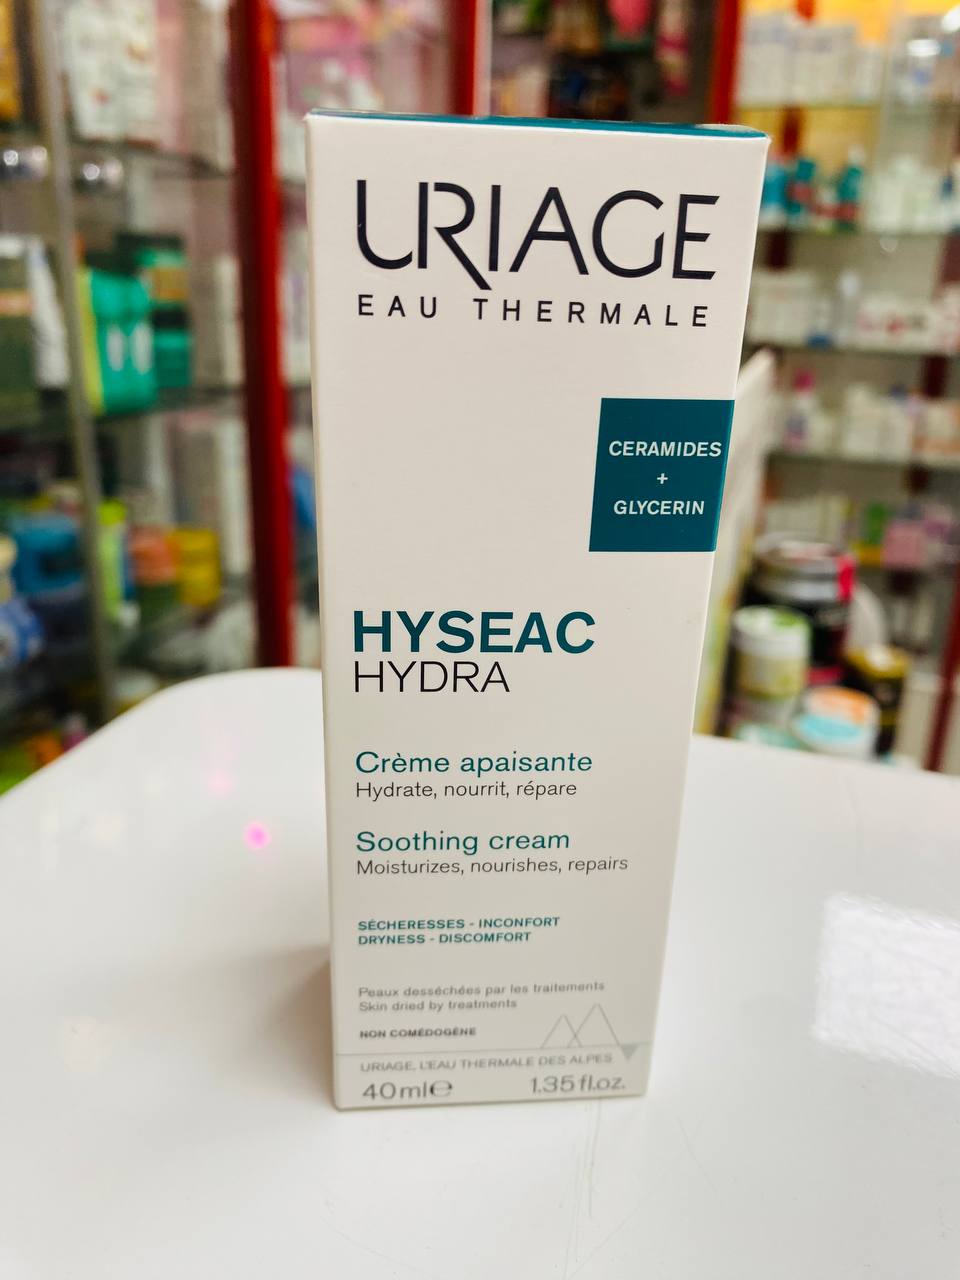 URIAGE
EAU THERMALE
CERAMIDES
+
GLYCERIN
HYSEAC
HYDRA
Crème apaisante
Hydrate, nourrit, répare
Soothing cream
Moisturizes, nourishes, repairs
SÉCHERESSES - INCONFORT
DRYNESS - DISCOMFORT
Peaux desséchées par les traitements
Skin dried by treatments
NON COMÉDOGÈNE
URIAGE, L'EAU THERMALE DES ALPES
40 ml ℮ 1.35 fl.oz.